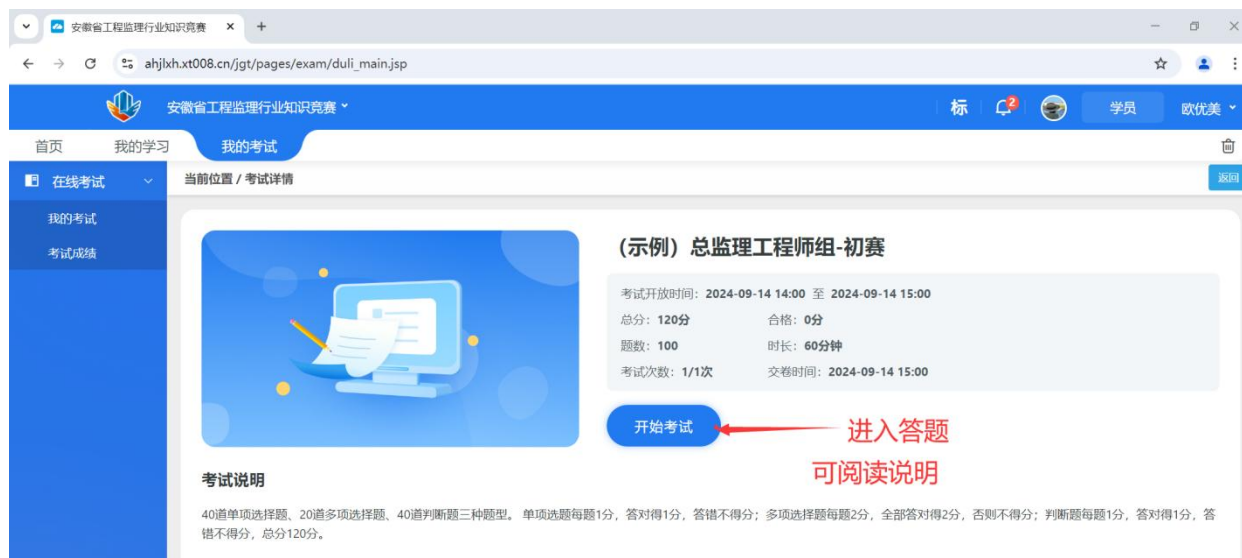 安徽省工程监理行业知识竞赛
ahjlxh.xt008.cn/jgt/pages/exam/duli_main.jsp
安徽省工程监理行业知识竞赛 标 2 学员 欧优美
首页 我的学习 我的考试
在线考试 当前位置 / 考试详情 返回
我的考试
考试成绩
（示例）总监理工程师组-初赛
考试开放时间：2024-09-14 14:00 至 2024-09-14 15:00
总分：120分 合格：0分
题数：100 时长：60分钟
考试次数：1/1次 交卷时间：2024-09-14 15:00
开始考试 进入答题
可阅读说明
考试说明
40道单项选择题、20道多项选择题、40道判断题三种题型。 单项选题每题1分，答对得1分，答错不得分；多项选择题每题2分，全部答对得2分，否则不得分；判断题每题1分，答对得1分，答
错不得分，总分120分。